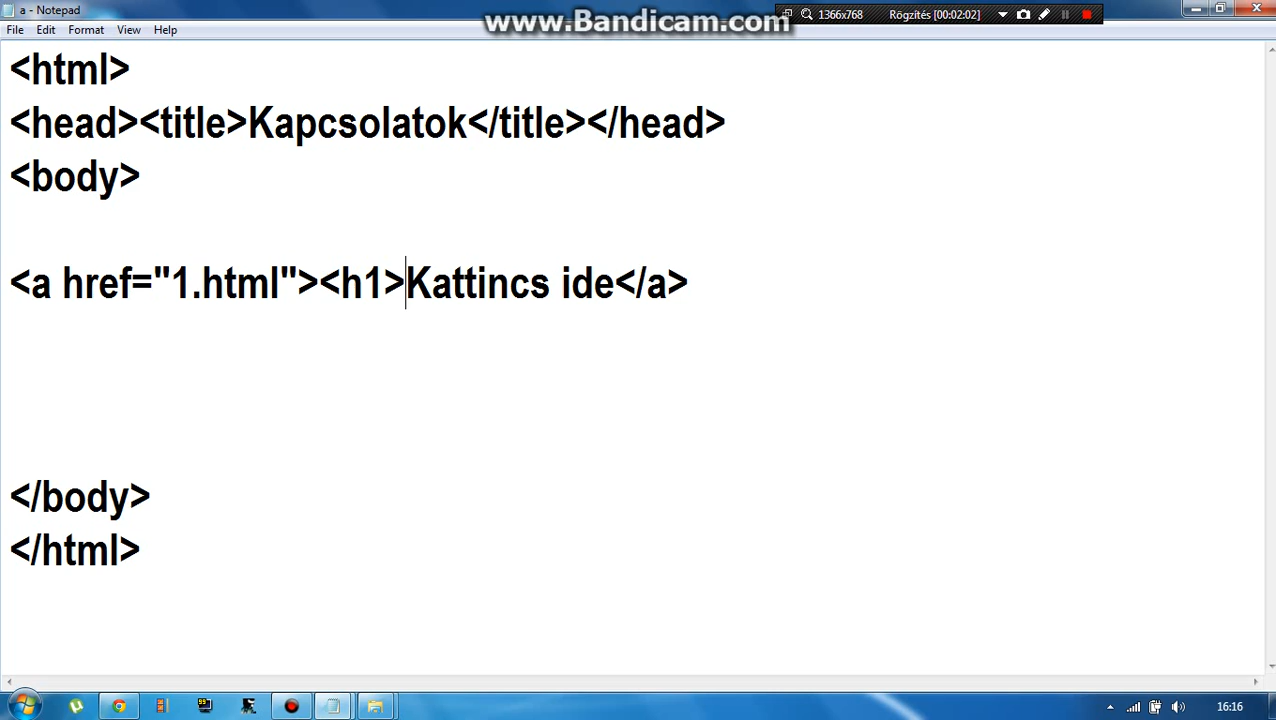 a - Notepad
www.Bandicam.com
1366x768 Rögzítés [00:02:02]
File Edit Format View Help
<html>
<head><title>Kapcsolatok</title></head>
<body>
<a href="1.html"><h1>Kattincs ide</a>
</body>
</html>
16:16